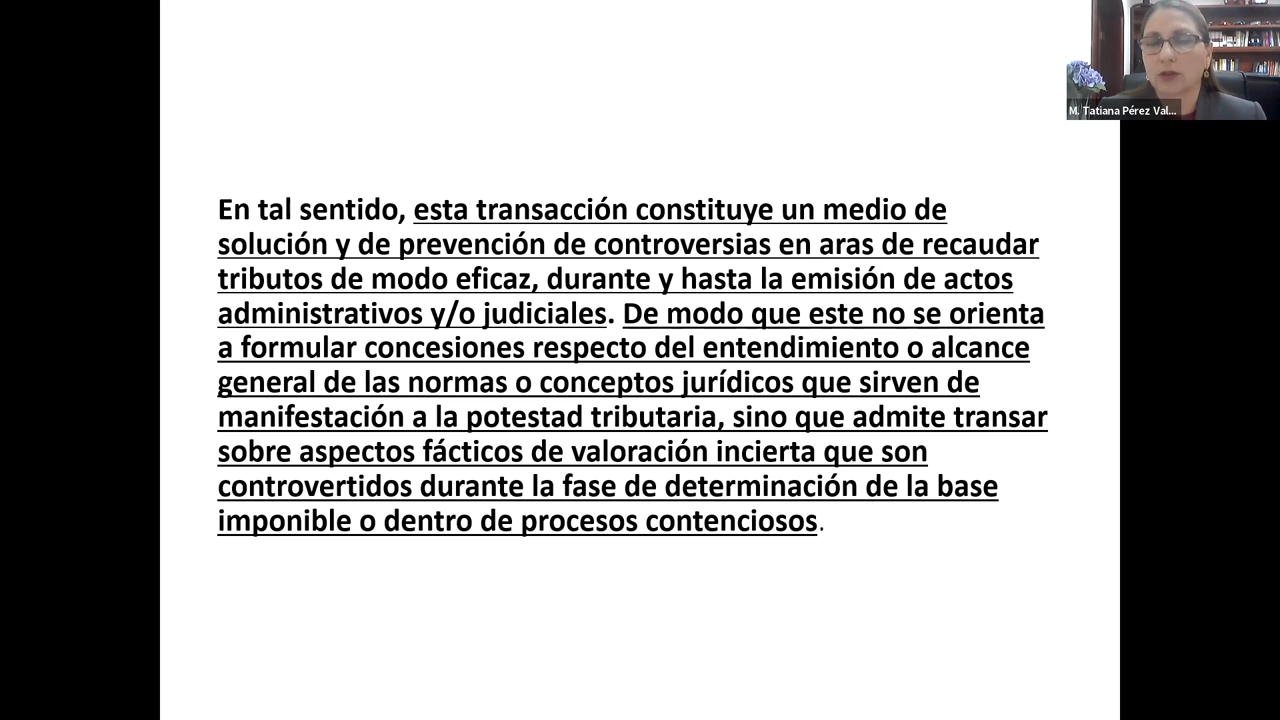 M. Tatiana Pérez Val...
En tal sentido, esta transacción constituye un medio de
solución y de prevención de controversias en aras de recaudar
tributos de modo eficaz, durante y hasta la emisión de actos
administrativos y/o judiciales. De modo que este no se orienta
a formular concesiones respecto del entendimiento o alcance
general de las normas o conceptos jurídicos que sirven de
manifestación a la potestad tributaria, sino que admite transar
sobre aspectos fácticos de valoración incierta que son
controvertidos durante la fase de determinación de la base
imponible o dentro de procesos contenciosos.